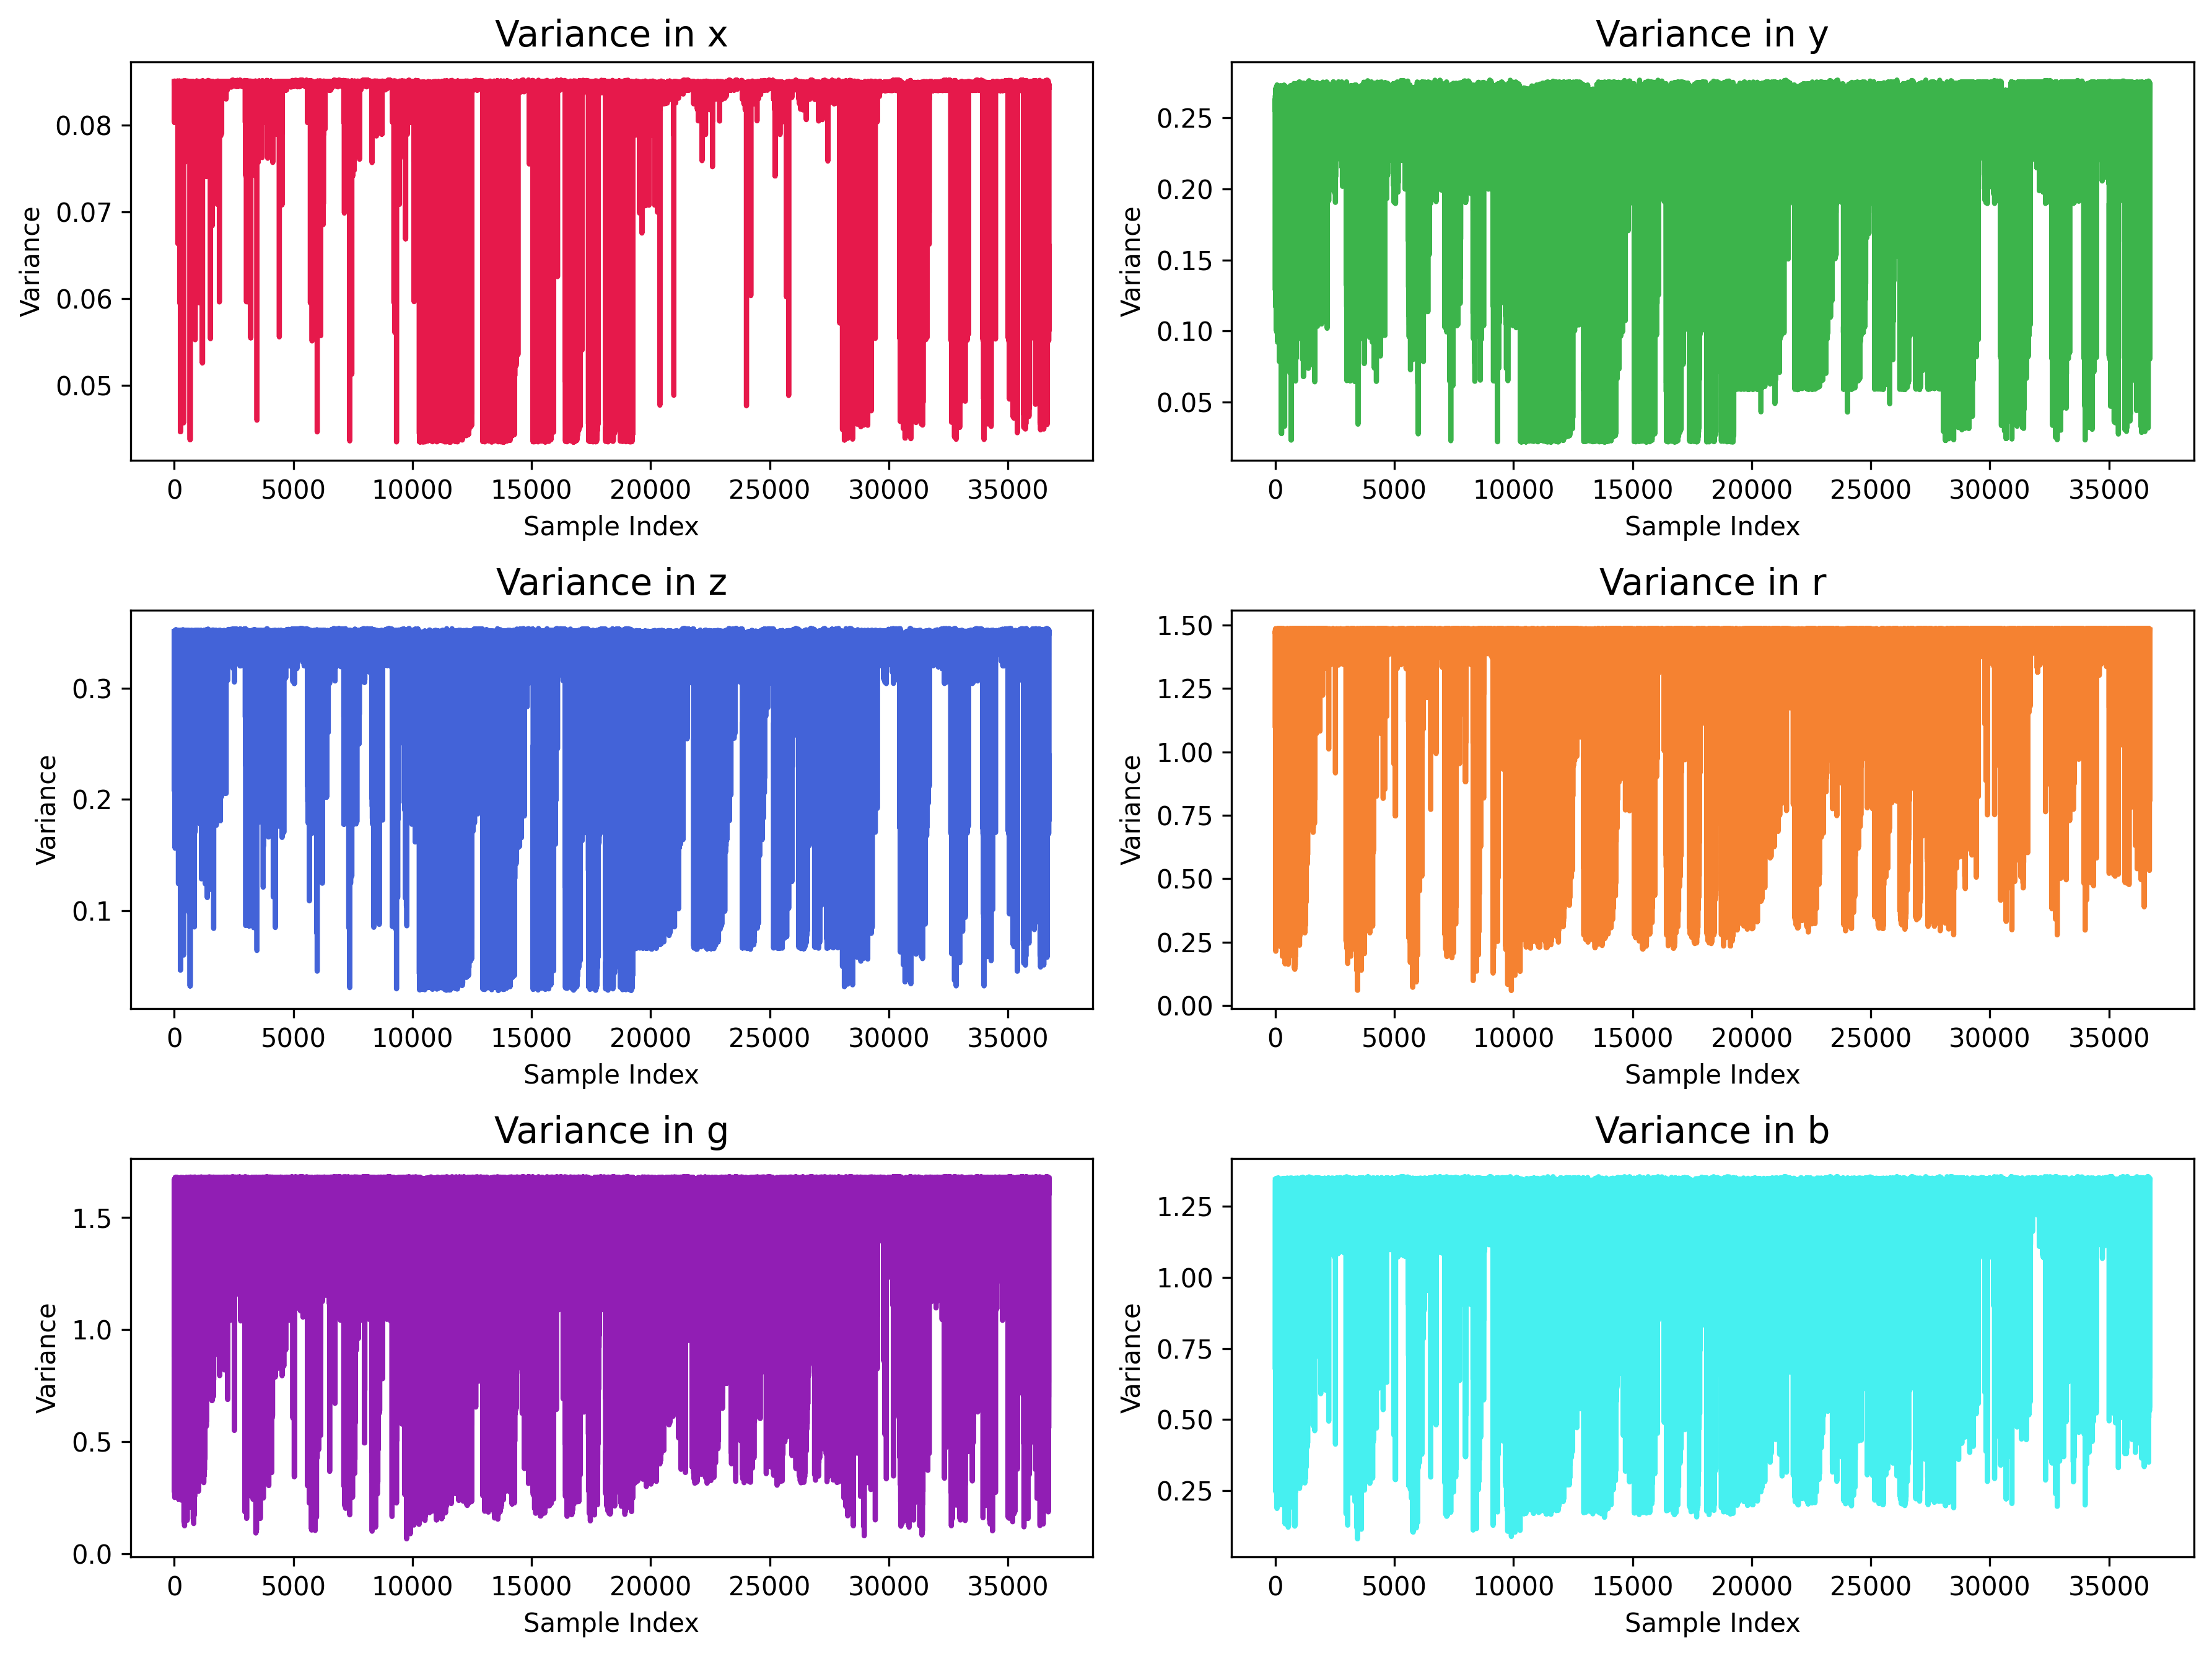 Variance in x
Variance
0.08
0.07
0.06
0.05
0 5000 10000 15000 20000 25000 30000 35000
Sample Index
Variance in y
Variance
0.25
0.20
0.15
0.10
0.05
0 5000 10000 15000 20000 25000 30000 35000
Sample Index
Variance in z
Variance
0.3
0.2
0.1
0 5000 10000 15000 20000 25000 30000 35000
Sample Index
Variance in r
Variance
1.50
1.25
1.00
0.75
0.50
0.25
0.00
0 5000 10000 15000 20000 25000 30000 35000
Sample Index
Variance in g
Variance
1.5
1.0
0.5
0.0
0 5000 10000 15000 20000 25000 30000 35000
Sample Index
Variance in b
Variance
1.25
1.00
0.75
0.50
0.25
0 5000 10000 15000 20000 25000 30000 35000
Sample Index